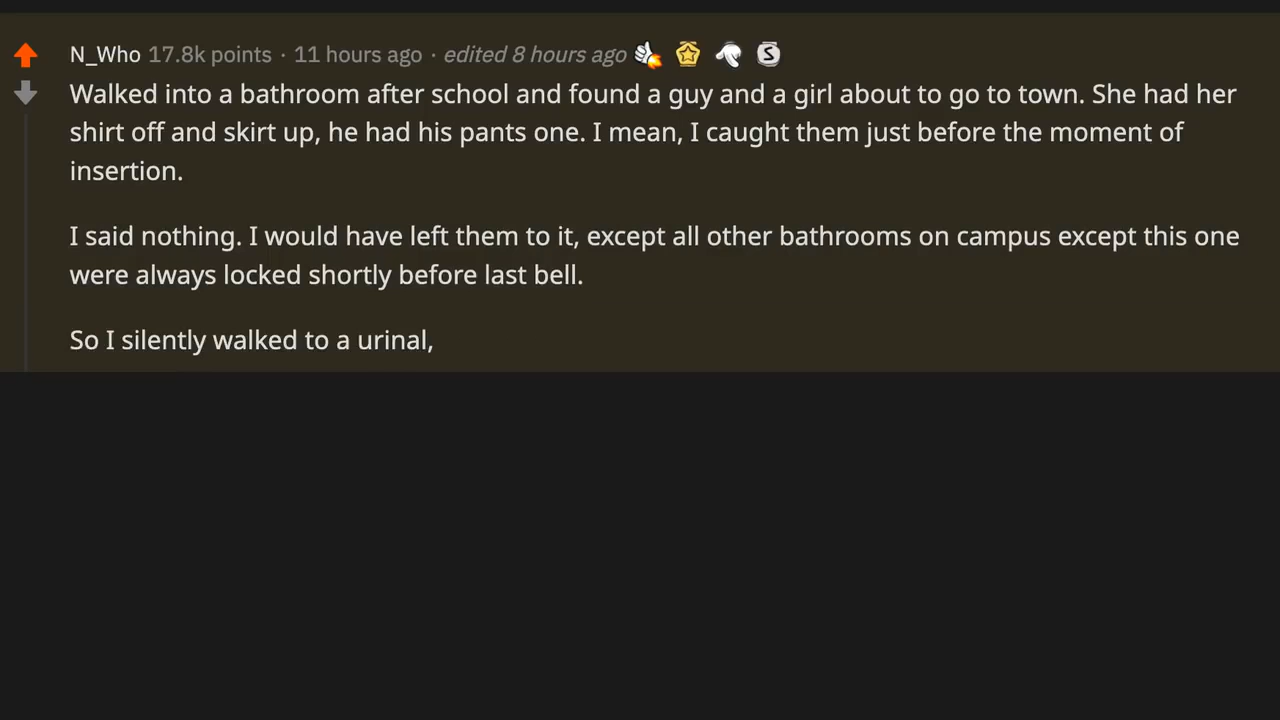 N_Who 17.8k points · 11 hours ago · edited 8 hours ago
Walked into a bathroom after school and found a guy and a girl about to go to town. She had her
shirt off and skirt up, he had his pants one. I mean, I caught them just before the moment of
insertion.
I said nothing. I would have left them to it, except all other bathrooms on campus except this one
were always locked shortly before last bell.
So I silently walked to a urinal,